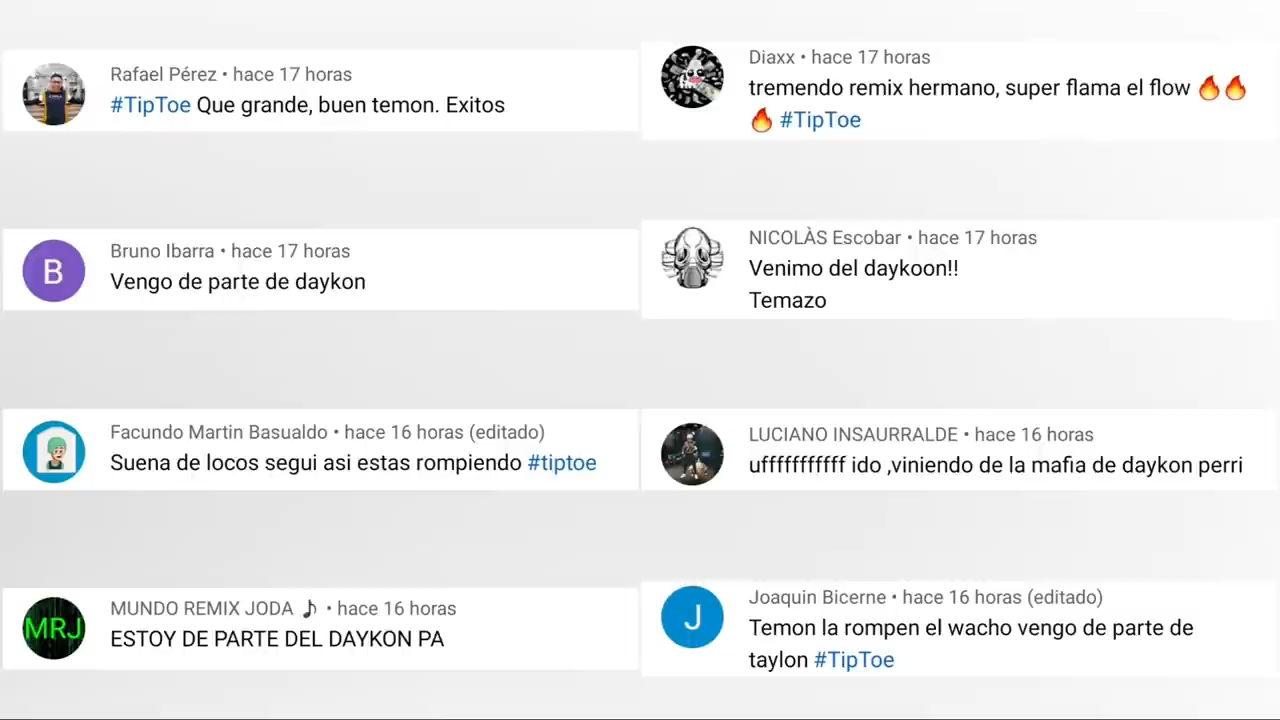 Rafael Pérez • hace 17 horas
#TipToe Que grande, buen temon. Exitos
Diaxx • hace 17 horas
tremendo remix hermano, super flama el flow 🔥🔥
🔥 #TipToe
B
Bruno Ibarra • hace 17 horas
Vengo de parte de daykon
NICOLÀS Escobar • hace 17 horas
Venimo del daykoon!!
Temazo
Facundo Martin Basualdo • hace 16 horas (editado)
Suena de locos segui asi estas rompiendo #tiptoe
LUCIANO INSAURRALDE • hace 16 horas
ufffffffffff ido ,viniendo de la mafia de daykon perri
MRJ
MUNDO REMIX JODA 🎵 • hace 16 horas
ESTOY DE PARTE DEL DAYKON PA
J
Joaquin Bicerne • hace 16 horas (editado)
Temon la rompen el wacho vengo de parte de
taylon #TipToe